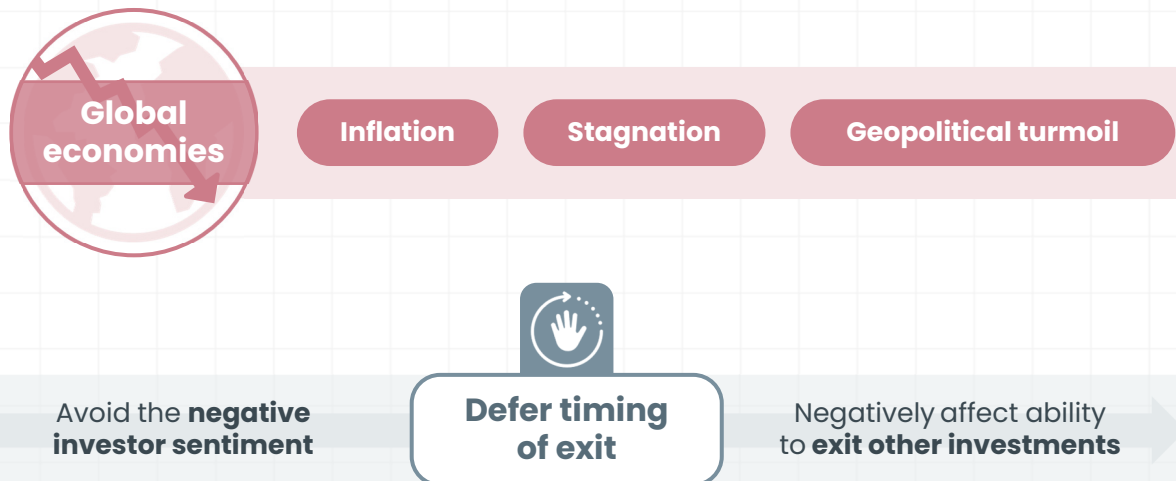 Global
economies
Inflation
Stagnation
Geopolitical turmoil
Avoid the negative
investor sentiment
Defer timing
of exit
Negatively affect ability
to exit other investments